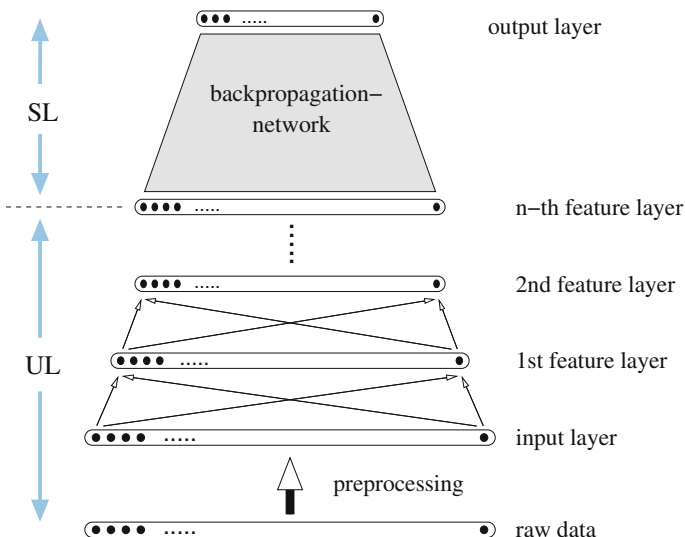 output layer
backpropagation–
network
SL
n–th feature layer
2nd feature layer
1st feature layer
UL
input layer
preprocessing
raw data